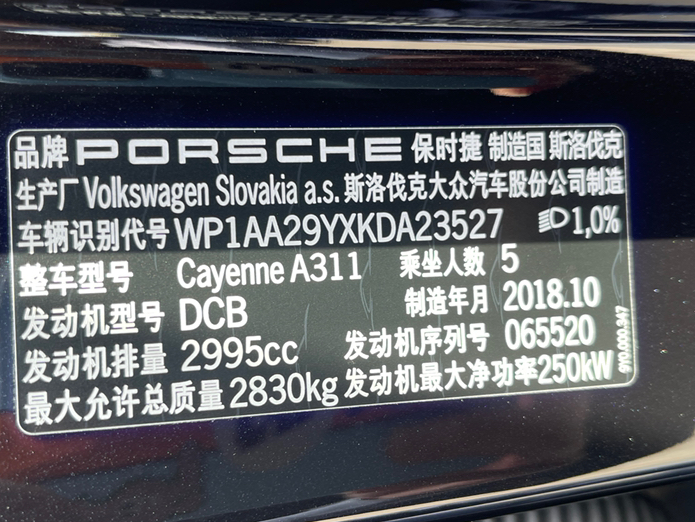 品牌 PORSCHE 保时捷 制造国 斯洛伐克
生产厂 Volkswagen Slovakia a.s. 斯洛伐克大众汽车股份公司制造
车辆识别代号 WP1AA29YXKDA23527 1,0%
整车型号 Cayenne A311 乘坐人数 5
发动机型号 DCB 制造年月 2018.10
发动机排量 2995cc 发动机序列号 065520
最大允许总质量 2830kg 发动机最大净功率 250kW
9Y0.000.347